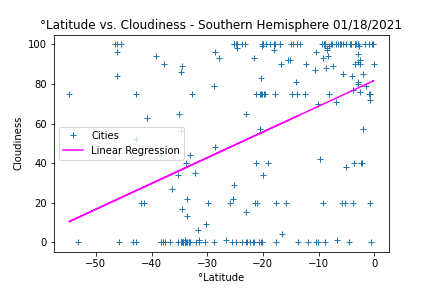 °Latitude vs. Cloudiness - Southern Hemisphere 01/18/2021
100
80
60
40
20
0
Cloudiness
Cities
Linear Regression
−50
−40
−30
−20
−10
0
°Latitude